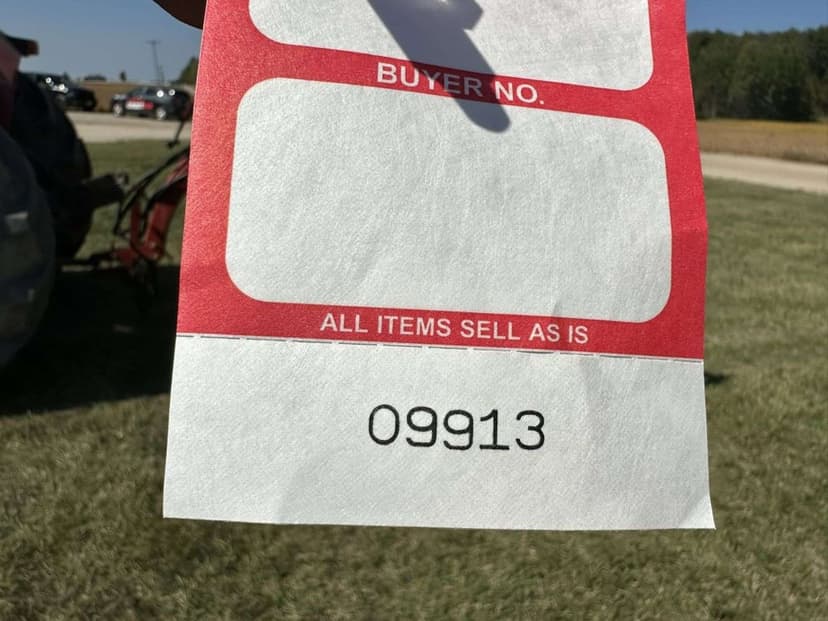 BUYER NO.
ALL ITEMS SELL AS IS
09913